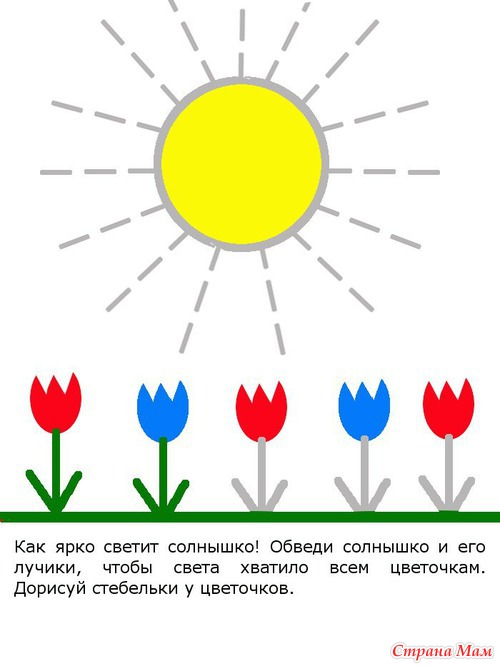 Как ярко светит солнышко! Обведи солнышко и его
лучики, чтобы света хватило всем цветочкам.
Дорисуй стебельки у цветочков.
Страна Мам